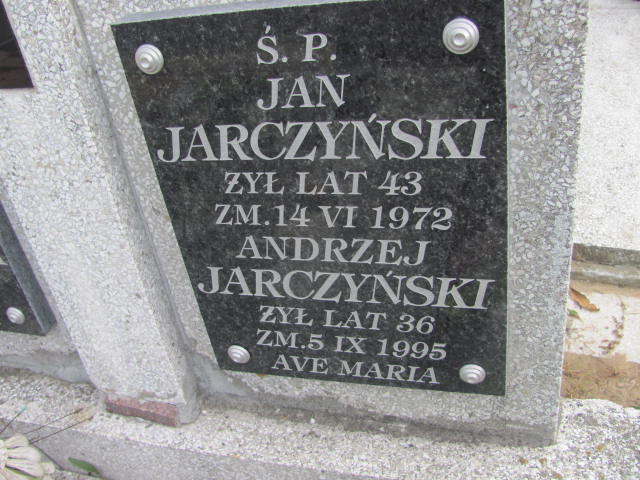 Ś. P.
JAN
JARCZYŃSKI
ŻYŁ LAT 43
ZM. 14 VI 1972
ANDRZEJ
JARCZYŃSKI
ŻYŁ LAT 36
ZM. 5 IX 1995
AVE MARIA